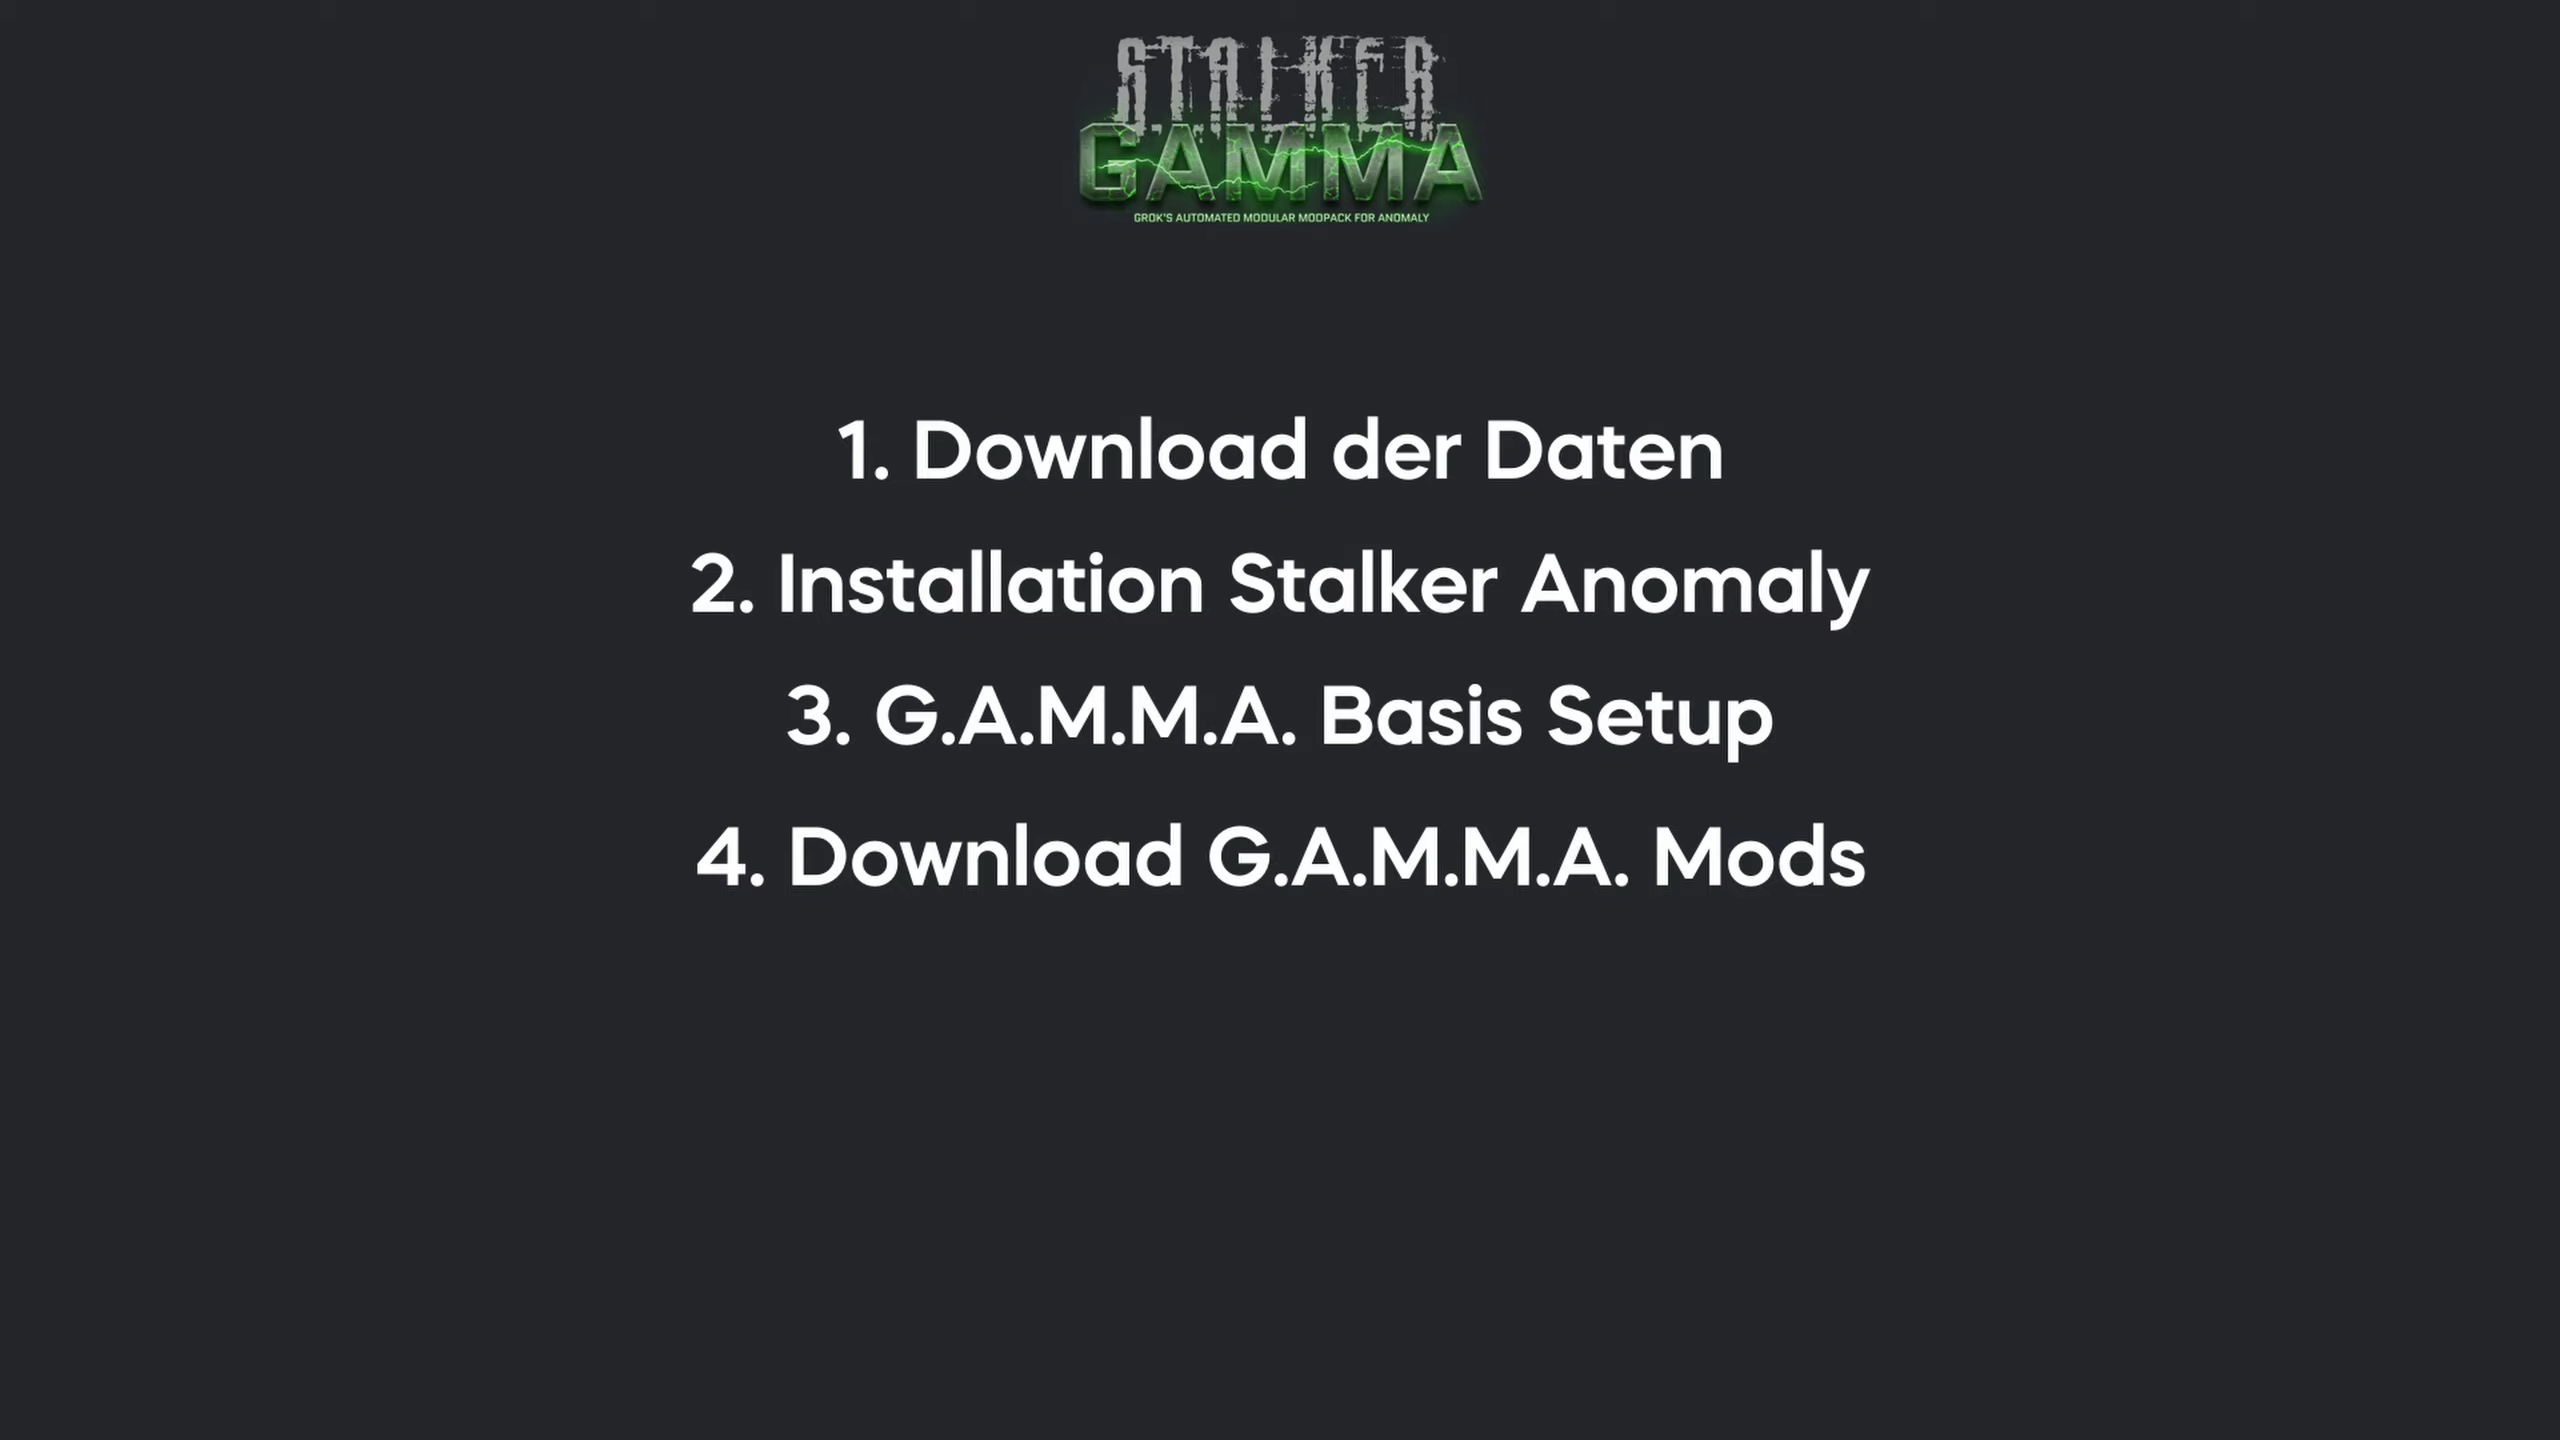 STALKER
GAMMA
GROK'S AUTOMATED MODULAR MODPACK FOR ANOMALY
1. Download der Daten
2. Installation Stalker Anomaly
3. G.A.M.M.A. Basis Setup
4. Download G.A.M.M.A. Mods